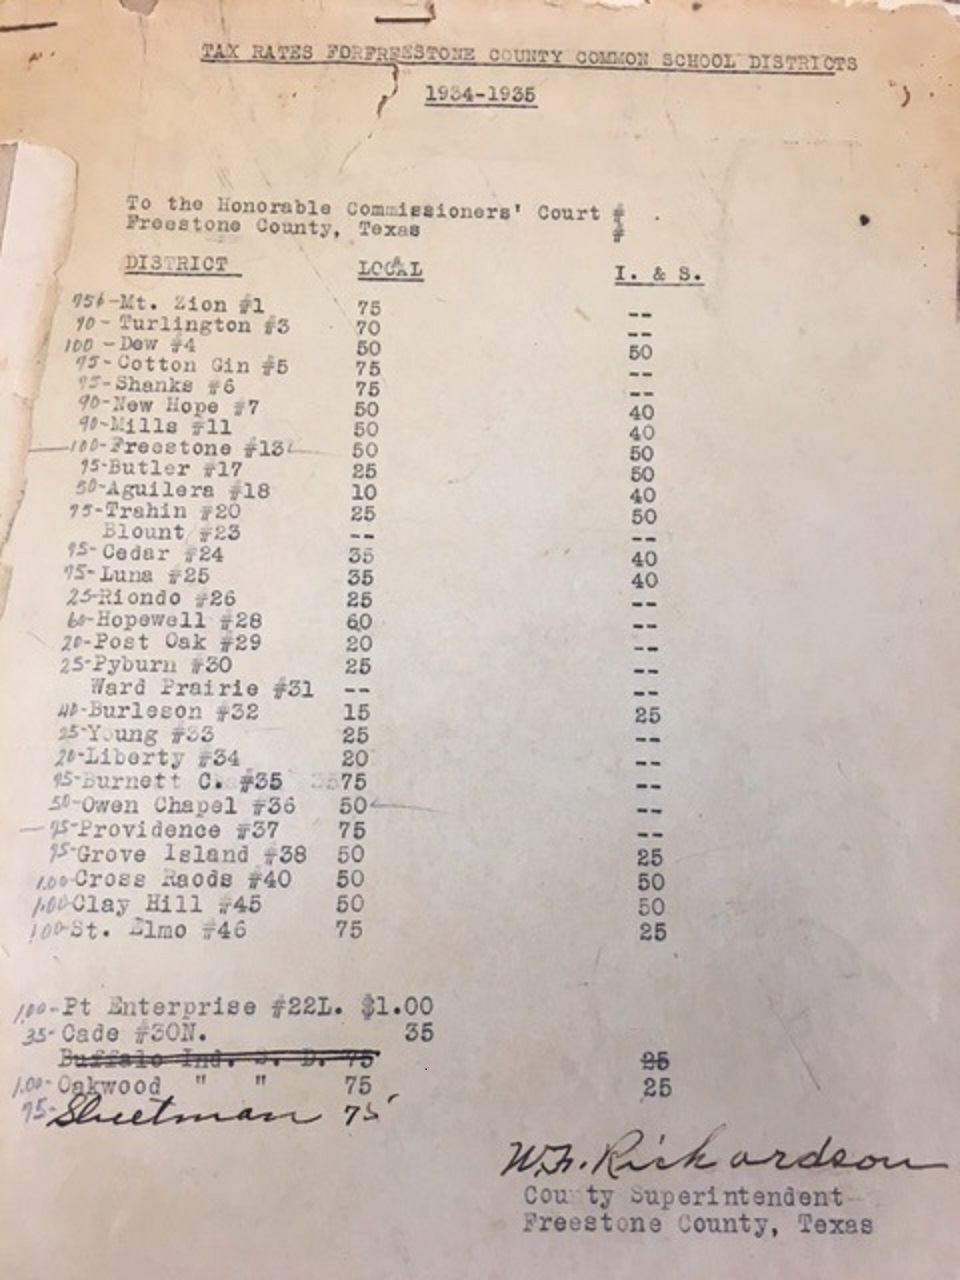 TAX RATES FORFREESTONE COUNTY COMMON SCHOOL DISTRICTS
1934-1935
To the Honorable Commissioners' Court #
Freestone County, Texas #
DISTRICT LOCAL I. & S.
75¢-Mt. Zion #1 75 --
70- Turlington #3 70 --
100-Dew #4 50 50
75-Cotton Gin #5 75 --
75-Shanks #6 75 --
90-New Hope #7 50 40
90-Mills #11 50 40
100-Freestone #13 50 50
75-Butler #17 25 50
50-Aguilera #18 10 40
75-Trahin #20 25 50
Blount #23 -- --
75-Cedar #24 35 40
75-Luna #25 35 40
25-Riondo #26 25 --
60-Hopewell #28 60 --
20-Post Oak #29 20 --
25-Pyburn #30 25 --
Ward Prairie #31 -- --
40-Burleson #32 15 25
25-Young #33 25 --
20-Liberty #34 20 --
75-Burnett C. #35 75 --
50-Owen Chapel #36 50 --
75-Providence #37 75 --
75-Grove Island #38 50 25
1.00-Cross Raods #40 50 50
1.00-Clay Hill #45 50 50
100-St. Elmo #46 75 25
1.00-Pt Enterprise #22L. $1.00
35-Cade #30N. 35
Buffalo Ind. S. D. 75 25
1.00-Oakwood " " 75 25
75-Streetman 75
W.F. Richardson
County Superintendent
Freestone County, Texas